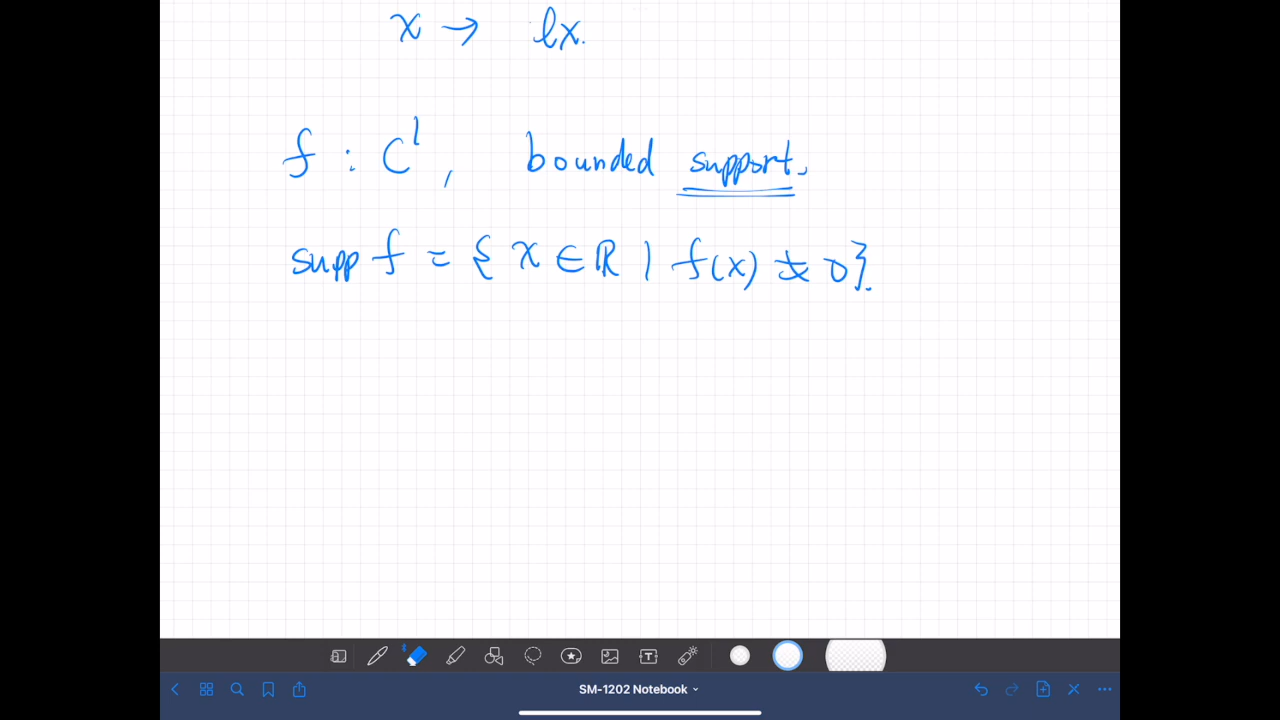 x → lx.
f : C¹, bounded support.
supp f = { x ∈ ℝ | f(x) ≠ 0}.
SM-1202 Notebook